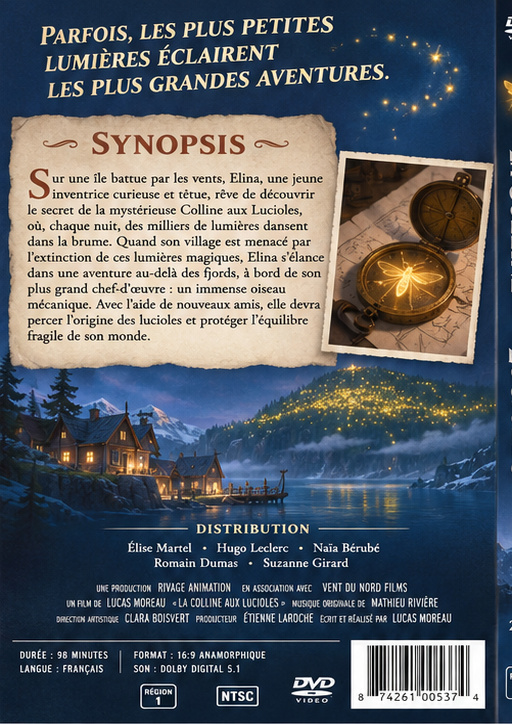 PARFOIS, LES PLUS PETITES
LUMIÈRES ÉCLAIRENT
LES PLUS GRANDES AVENTURES.
SYNOPSIS
Sur une île battue par les vents, Elina, une jeune
inventrice curieuse et têtue, rêve de découvrir
le secret de la mystérieuse Colline aux Lucioles,
où, chaque nuit, des milliers de lumières dansent
dans la brume. Quand son village est menacé par
l'extinction de ces lumières magiques, Elina s'élance
dans une aventure au-delà des fjords, à bord de son
plus grand chef-d'œuvre : un immense oiseau
mécanique. Avec l'aide de nouveaux amis, elle devra
percer l'origine des lucioles et protéger l'équilibre
fragile de son monde.
DISTRIBUTION
Élise Martel • Hugo Leclerc • Naïa Bérubé
Romain Dumas • Suzanne Girard
UNE PRODUCTION RIVAGE ANIMATION EN ASSOCIATION AVEC VENT DU NORD FILMS
UN FILM DE LUCAS MOREAU « LA COLLINE AUX LUCIOLES » MUSIQUE ORIGINALE DE MATHIEU RIVIÈRE
DIRECTION ARTISTIQUE CLARA BOISVERT PRODUCTEUR ÉTIENNE LAROCHE ÉCRIT ET RÉALISÉ PAR LUCAS MOREAU
DURÉE : 98 MINUTES
LANGUE : FRANÇAIS
FORMAT : 16:9 ANAMORPHIQUE
SON : DOLBY DIGITAL 5.1
RÉGION
1
NTSC
DVD
VIDEO
8 74261 00537 4